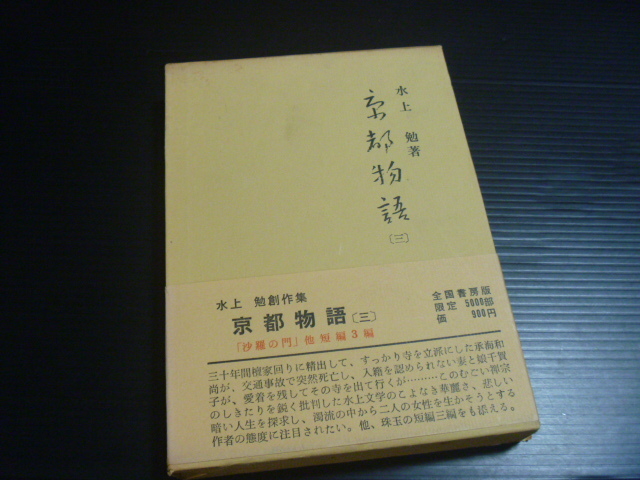 水上 勉著
京都物語
〔三〕
水上 勉創作集
京都物語〔三〕
「沙羅の門」他短編3編
全国書房版
限定 5000部
価 900円
三十年間檀家回りに精出して、すっかり寺を立派にした承而和
尚が、交通事故で突然死亡し、入籍を認められない妻と娘千賀
子が、愛着を残してその寺を出て行くが………このむごい禅宗
のしきたりを鋭く批判した水上文学のこよなき華麗さ、悲しい
暗い人生を探求し、濁流の中から二人の女性を生かそうとする
作者の態度に注目されたい。他、珠玉の短編三編をも添える。